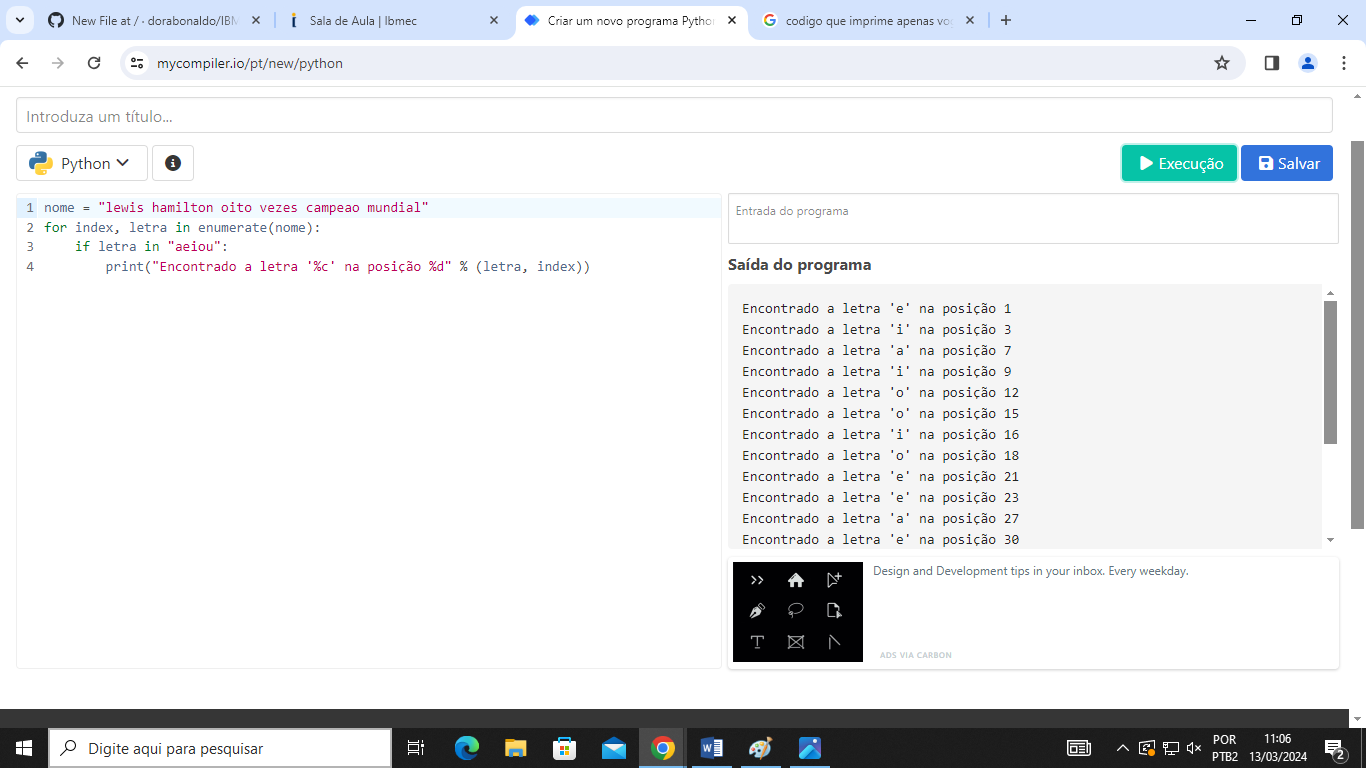 New File at / · dorabonaldo/IBM
Sala de Aula | Ibmec
Criar um novo programa Python
codigo que imprime apenas vog
mycompiler.io/pt/new/python
Introduza um título...
Python
Execução
Salvar
1 nome = "lewis hamilton oito vezes campeao mundial"
2 for index, letra in enumerate(nome):
3 if letra in "aeiou":
4 print("Encontrado a letra '%c' na posição %d" % (letra, index))
Entrada do programa
Saída do programa
Encontrado a letra 'e' na posição 1
Encontrado a letra 'i' na posição 3
Encontrado a letra 'a' na posição 7
Encontrado a letra 'i' na posição 9
Encontrado a letra 'o' na posição 12
Encontrado a letra 'o' na posição 15
Encontrado a letra 'i' na posição 16
Encontrado a letra 'o' na posição 18
Encontrado a letra 'e' na posição 21
Encontrado a letra 'e' na posição 23
Encontrado a letra 'a' na posição 27
Encontrado a letra 'e' na posição 30
Design and Development tips in your inbox. Every weekday.
ADS VIA CARBON
Digite aqui para pesquisar
POR
PTB2
11:06
13/03/2024
2